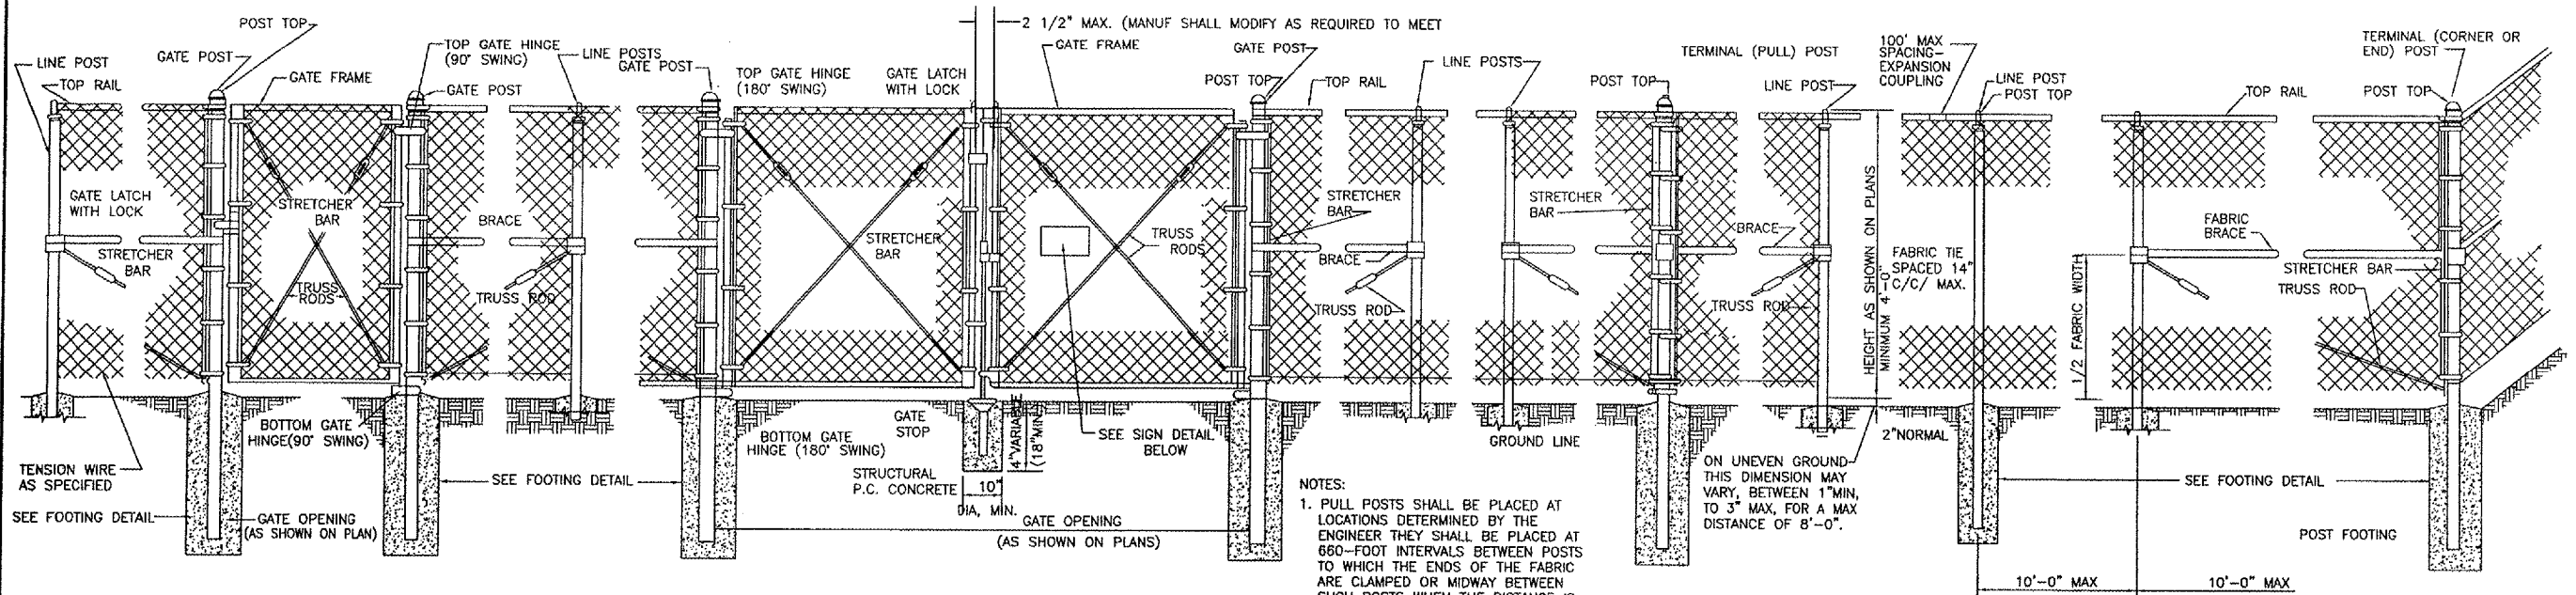 POST TOP
2 1/2" MAX. (MANUF SHALL MODIFY AS REQUIRED TO MEET
LINE POST
TOP RAIL
GATE POST
GATE FRAME
TOP GATE HINGE
(90° SWING)
GATE POST
LINE POSTS
GATE POST
TOP GATE HINGE
(180° SWING)
GATE LATCH
WITH LOCK
GATE FRAME
GATE POST
POST TOP
TOP RAIL
LINE POSTS
POST TOP
TERMINAL (PULL) POST
LINE POST
100' MAX
SPACING-
EXPANSION
COUPLING
LINE POST
POST TOP
TOP RAIL
TERMINAL (CORNER OR
END) POST
POST TOP
GATE LATCH
WITH LOCK
STRETCHER
BAR
STRETCHER
BAR
TRUSS
RODS
BRACE
TRUSS ROD
STRETCHER
BAR
TRUSS
RODS
STRETCHER
BAR
BRACE
TRUSS ROD
STRETCHER
BAR
BRACE
TRUSS ROD
HEIGHT AS SHOWN ON PLANS
MINIMUM 4'-0"
FABRIC TIE
SPACED 14"
C/C/ MAX.
1/2 FABRIC WIDTH
FABRIC
BRACE
STRETCHER BAR
TRUSS ROD
TENSION WIRE
AS SPECIFIED
SEE FOOTING DETAIL
GATE OPENING
(AS SHOWN ON PLAN)
BOTTOM GATE
HINGE(90° SWING)
SEE FOOTING DETAIL
BOTTOM GATE
HINGE (180° SWING)
GATE
STOP
STRUCTURAL
P.C. CONCRETE
4"VARIABLE
(18"MIN.)
10"
DIA, MIN.
SEE SIGN DETAIL
BELOW
GATE OPENING
(AS SHOWN ON PLANS)
GROUND LINE
NOTES:
1. PULL POSTS SHALL BE PLACED AT
LOCATIONS DETERMINED BY THE
ENGINEER THEY SHALL BE PLACED AT
660-FOOT INTERVALS BETWEEN POSTS
TO WHICH THE ENDS OF THE FABRIC
ARE CLAMPED OR MIDWAY BETWEEN
SUCH POSTS WHEN THE DISTANCE IS
ON UNEVEN GROUND
THIS DIMENSION MAY
VARY, BETWEEN 1"MIN,
TO 3" MAX, FOR A MAX
DISTANCE OF 8'-0".
2"NORMAL
SEE FOOTING DETAIL
POST FOOTING
10'-0" MAX
10'-0" MAX